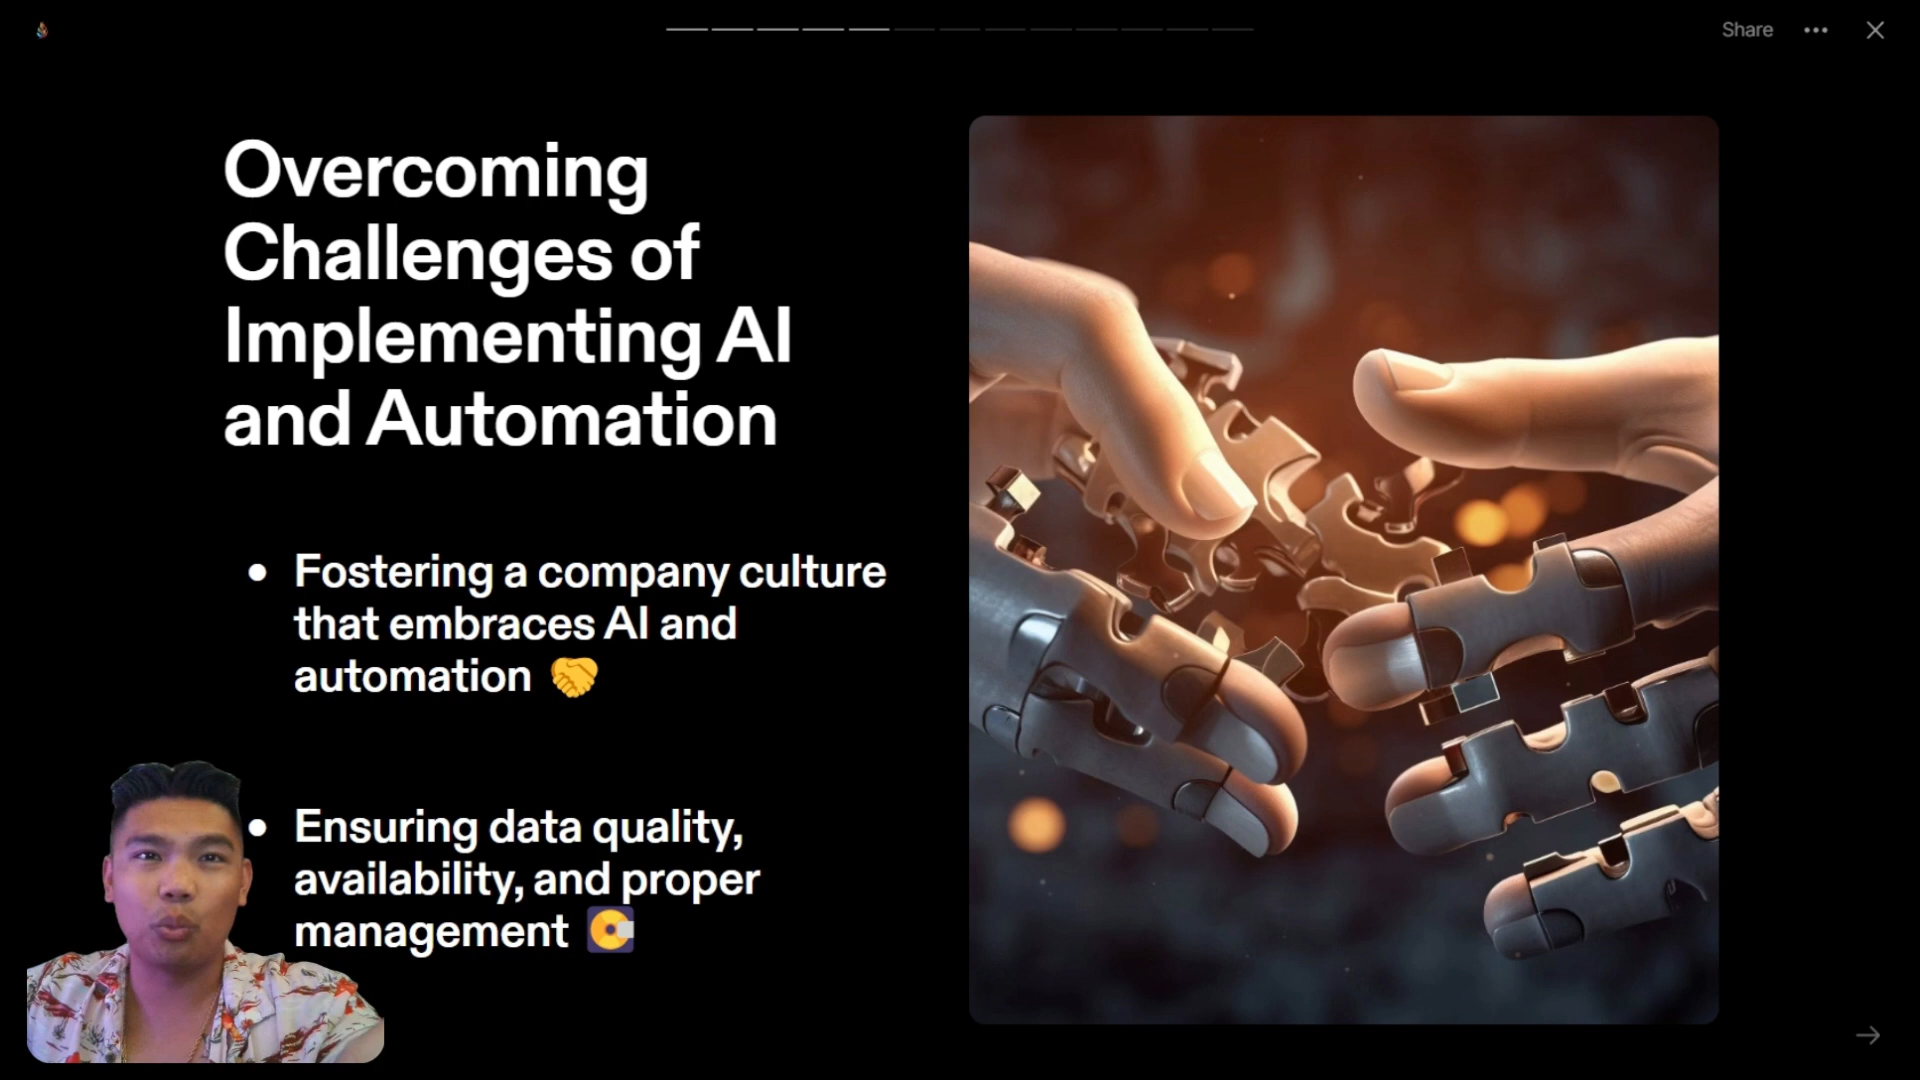 Share
Overcoming
Challenges of
Implementing AI
and Automation
Fostering a company culture
that embraces AI and
automation 🤝
Ensuring data quality,
availability, and proper
management 💽